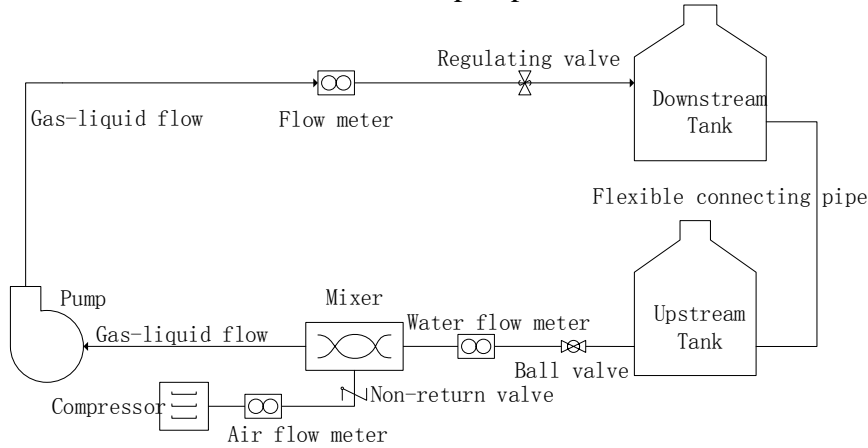 Regulating valve
Gas-liquid flow
Flow meter
Downstream
Tank
Flexible connecting pipe
Pump
Mixer
Water flow meter
Upstream
Tank
Gas-liquid flow
Ball valve
Non-return valve
Compressor
Air flow meter